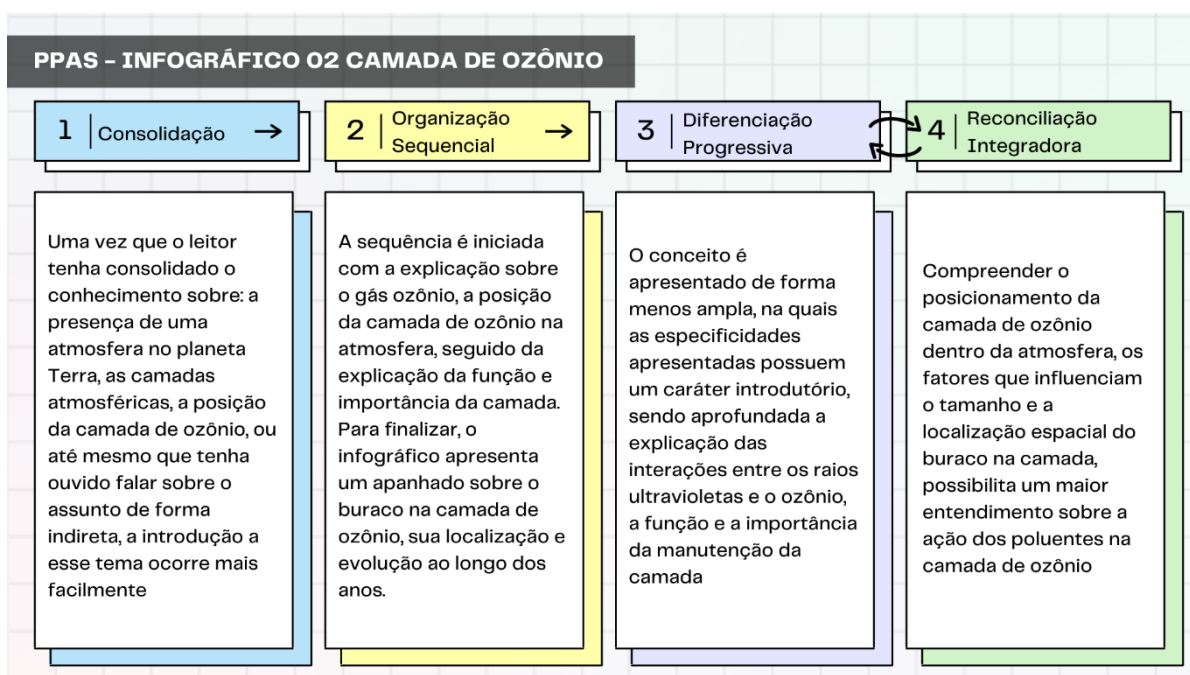 PPAS - INFOGRÁFICO 02 CAMADA DE OZÔNIO
1
Consolidação
2
Organização
Sequencial
3
Diferenciação
Progressiva
4
Reconciliação
Integradora
Uma vez que o leitor
tenha consolidado o
conhecimento sobre: a
presença de uma
atmosfera no planeta
Terra, as camadas
atmosféricas, a posição
da camada de ozônio, ou
até mesmo que tenha
ouvido falar sobre o
assunto de forma
indireta, a introdução a
esse tema ocorre mais
facilmente
A sequência é iniciada
com a explicação sobre
o gás ozônio, a posição
da camada de ozônio na
atmosfera, seguido da
explicação da função e
importância da camada.
Para finalizar, o
infográfico apresenta
um apanhado sobre o
buraco na camada de
ozônio, sua localização e
evolução ao longo dos
anos.
O conceito é
apresentado de forma
menos ampla, na quais
as especificidades
apresentadas possuem
um caráter introdutório,
sendo aprofundada a
explicação das
interações entre os raios
ultravioletas e o ozônio,
a função e a importância
da manutenção da
camada
Compreender o
posicionamento da
camada de ozônio
dentro da atmosfera, os
fatores que influenciam
o tamanho e a
localização espacial do
buraco na camada,
possibilita um maior
entendimento sobre a
ação dos poluentes na
camada de ozônio